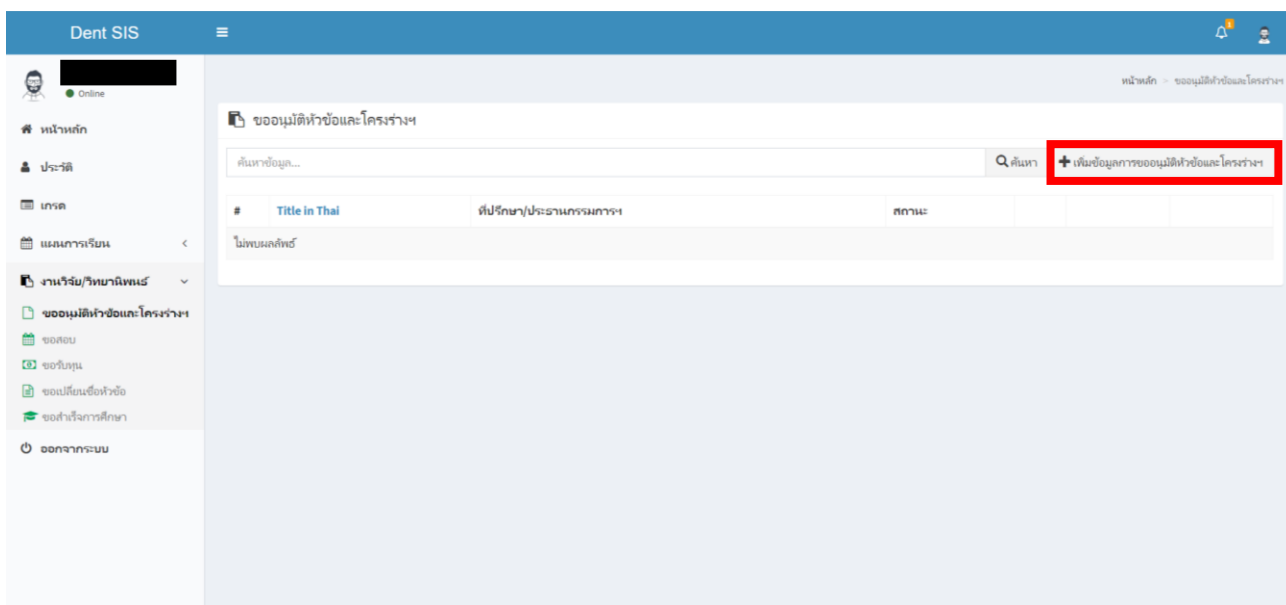 Dent SIS
1
Online
หน้าหลัก > ขออนุมัติหัวข้อและโครงร่างฯ
หน้าหลัก
ประวัติ
เกรด
แผนการเรียน
งานวิจัย/วิทยานิพนธ์
ขออนุมัติหัวข้อและโครงร่างฯ
ขอสอบ
ขอรับทุน
ขอเปลี่ยนชื่อหัวข้อ
ขอสำเร็จการศึกษา
ออกจากระบบ
ขออนุมัติหัวข้อและโครงร่างฯ
ค้นหาข้อมูล... ค้นหา เพิ่มข้อมูลการขออนุมัติหัวข้อและโครงร่างฯ
# Title in Thai ที่ปรึกษา/ประธานกรรมการฯ สถานะ
ไม่พบผลลัพธ์